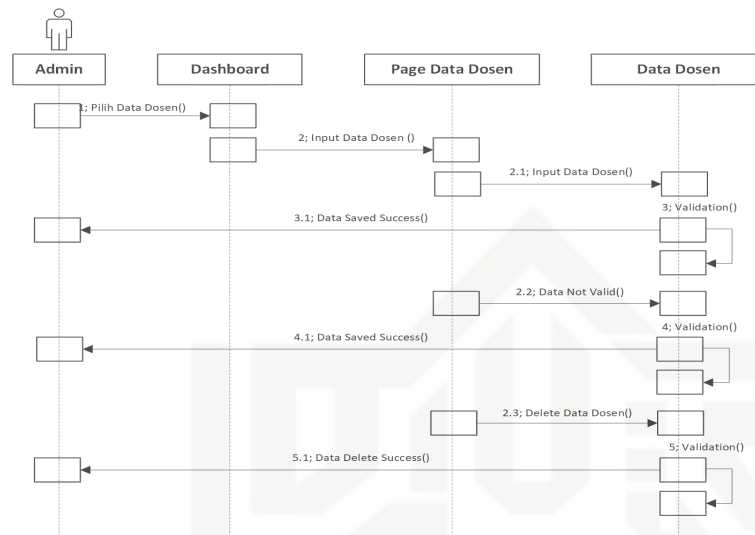 Admin
Dashboard
Page Data Dosen
Data Dosen
1; Pilih Data Dosen()
2; Input Data Dosen ()
2.1; Input Data Dosen()
3; Validation()
3.1; Data Saved Success()
2.2; Data Not Valid()
4; Validation()
4.1; Data Saved Success()
2.3; Delete Data Dosen()
5; Validation()
5.1; Data Delete Success()